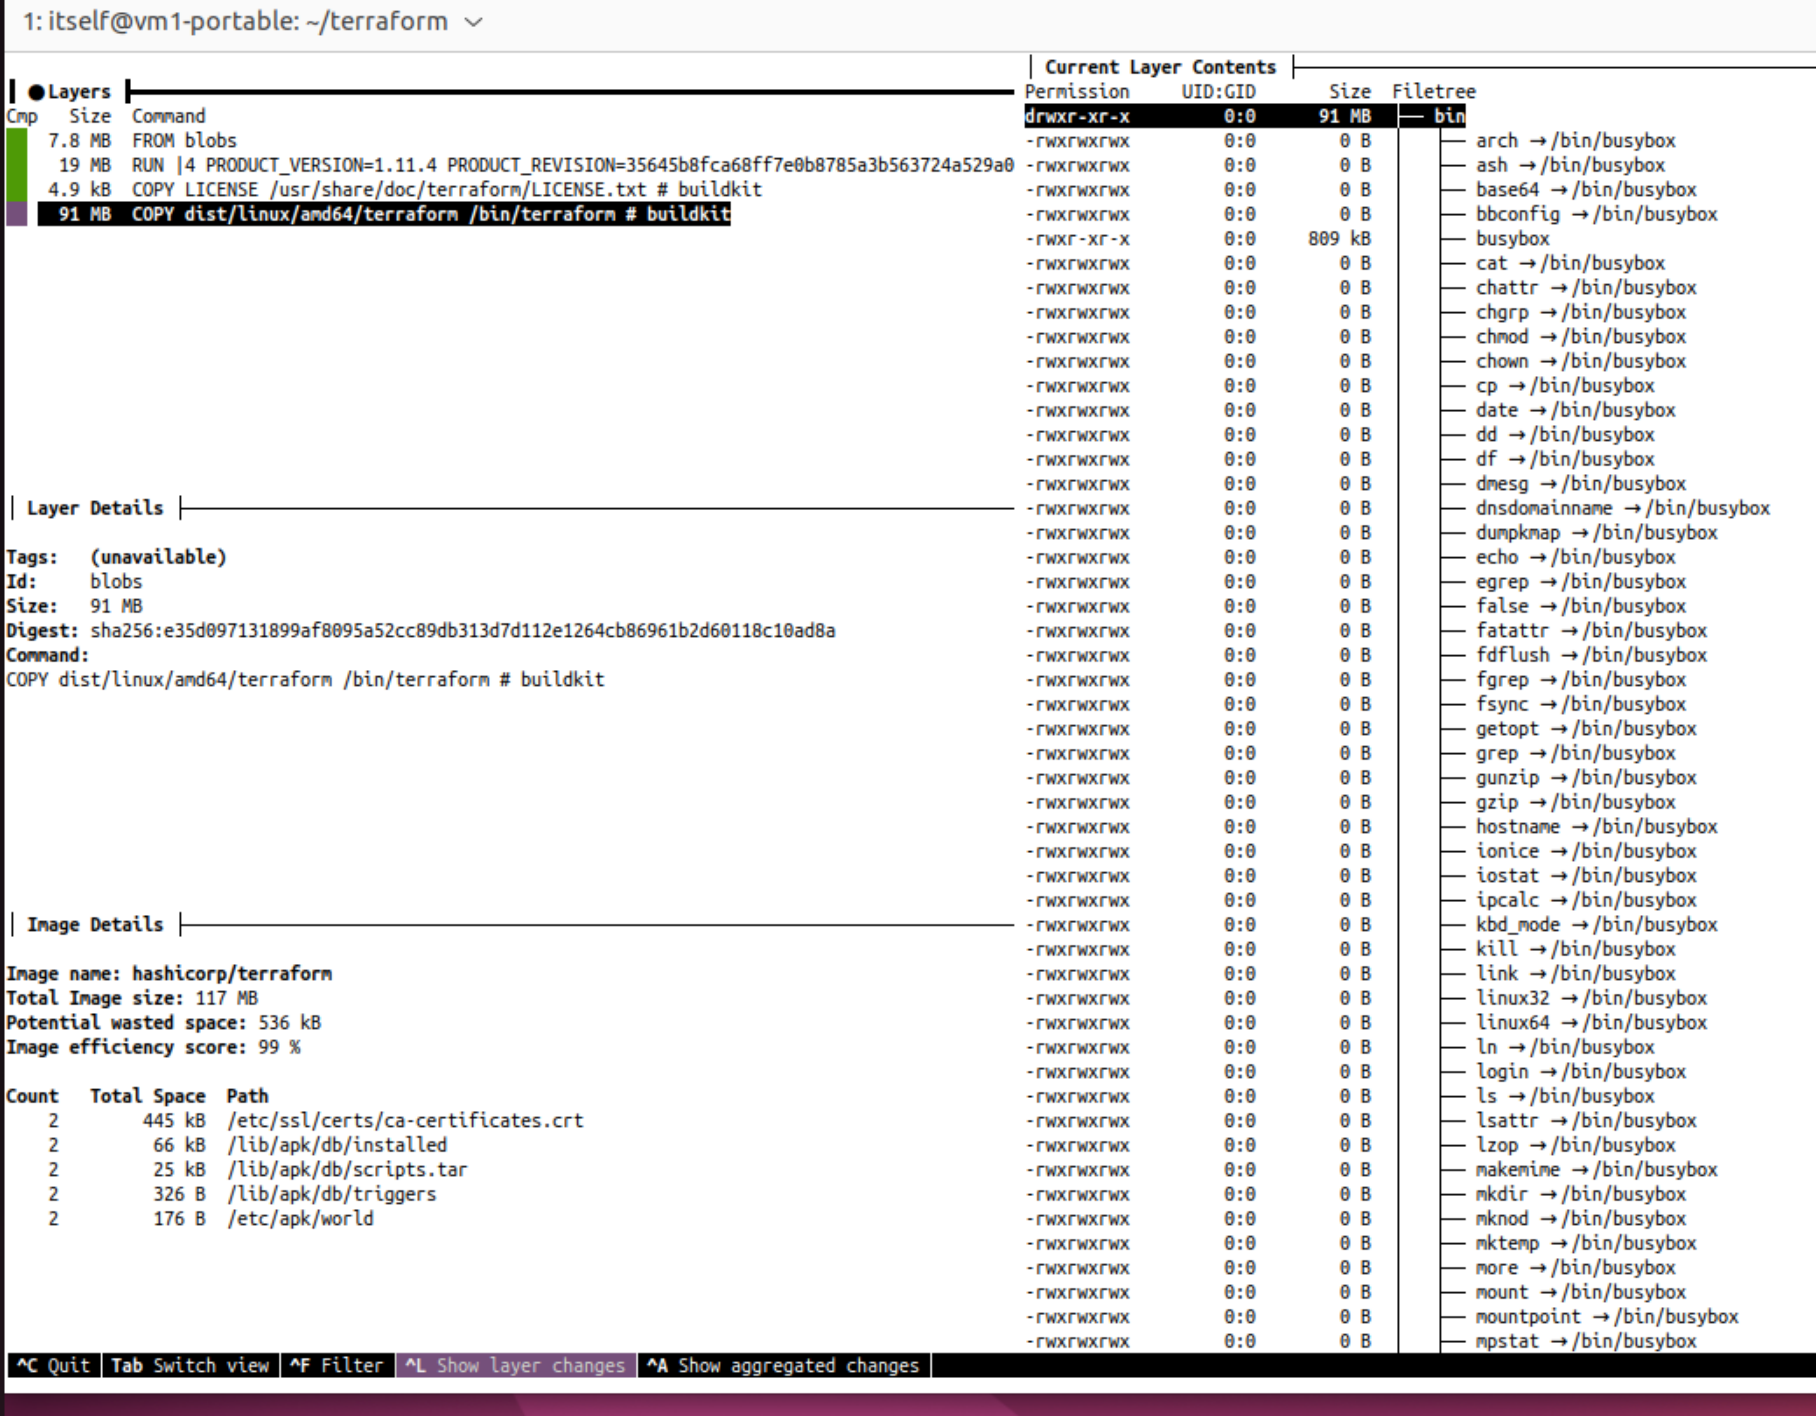 1: itself@vm1-portable: ~/terraform
●Layers
Cmp Size Command
7.8 MB FROM blobs
19 MB RUN |4 PRODUCT_VERSION=1.11.4 PRODUCT_REVISION=35645b8fca68ff7e0b8785a3b563724a529a0
4.9 kB COPY LICENSE /usr/share/doc/terraform/LICENSE.txt # buildkit
91 MB COPY dist/linux/amd64/terraform /bin/terraform # buildkit
Layer Details
Tags: (unavailable)
Id: blobs
Size: 91 MB
Digest: sha256:e35d097131899af8095a52cc89db313d7d112e1264cb86961b2d60118c10ad8a
Command:
COPY dist/linux/amd64/terraform /bin/terraform # buildkit
Image Details
Image name: hashicorp/terraform
Total Image size: 117 MB
Potential wasted space: 536 kB
Image efficiency score: 99 %
Count Total Space Path
2 445 kB /etc/ssl/certs/ca-certificates.crt
2 66 kB /lib/apk/db/installed
2 25 kB /lib/apk/db/scripts.tar
2 326 B /lib/apk/db/triggers
2 176 B /etc/apk/world
Current Layer Contents
Permission UID:GID Size Filetree
drwxr-xr-x 0:0 91 MB ├── bin
-rwxrwxrwx 0:0 0 B │ ├── arch → /bin/busybox
-rwxrwxrwx 0:0 0 B │ ├── ash → /bin/busybox
-rwxrwxrwx 0:0 0 B │ ├── base64 → /bin/busybox
-rwxrwxrwx 0:0 0 B │ ├── bbconfig → /bin/busybox
-rwxr-xr-x 0:0 809 kB │ ├── busybox
-rwxrwxrwx 0:0 0 B │ ├── cat → /bin/busybox
-rwxrwxrwx 0:0 0 B │ ├── chattr → /bin/busybox
-rwxrwxrwx 0:0 0 B │ ├── chgrp → /bin/busybox
-rwxrwxrwx 0:0 0 B │ ├── chmod → /bin/busybox
-rwxrwxrwx 0:0 0 B │ ├── chown → /bin/busybox
-rwxrwxrwx 0:0 0 B │ ├── cp → /bin/busybox
-rwxrwxrwx 0:0 0 B │ ├── date → /bin/busybox
-rwxrwxrwx 0:0 0 B │ ├── dd → /bin/busybox
-rwxrwxrwx 0:0 0 B │ ├── df → /bin/busybox
-rwxrwxrwx 0:0 0 B │ ├── dmesg → /bin/busybox
-rwxrwxrwx 0:0 0 B │ ├── dnsdomainname → /bin/busybox
-rwxrwxrwx 0:0 0 B │ ├── dumpkmap → /bin/busybox
-rwxrwxrwx 0:0 0 B │ ├── echo → /bin/busybox
-rwxrwxrwx 0:0 0 B │ ├── egrep → /bin/busybox
-rwxrwxrwx 0:0 0 B │ ├── false → /bin/busybox
-rwxrwxrwx 0:0 0 B │ ├── fatattr → /bin/busybox
-rwxrwxrwx 0:0 0 B │ ├── fdflush → /bin/busybox
-rwxrwxrwx 0:0 0 B │ ├── fgrep → /bin/busybox
-rwxrwxrwx 0:0 0 B │ ├── fsync → /bin/busybox
-rwxrwxrwx 0:0 0 B │ ├── getopt → /bin/busybox
-rwxrwxrwx 0:0 0 B │ ├── grep → /bin/busybox
-rwxrwxrwx 0:0 0 B │ ├── gunzip → /bin/busybox
-rwxrwxrwx 0:0 0 B │ ├── gzip → /bin/busybox
-rwxrwxrwx 0:0 0 B │ ├── hostname → /bin/busybox
-rwxrwxrwx 0:0 0 B │ ├── ionice → /bin/busybox
-rwxrwxrwx 0:0 0 B │ ├── iostat → /bin/busybox
-rwxrwxrwx 0:0 0 B │ ├── ipcalc → /bin/busybox
-rwxrwxrwx 0:0 0 B │ ├── kbd_mode → /bin/busybox
-rwxrwxrwx 0:0 0 B │ ├── kill → /bin/busybox
-rwxrwxrwx 0:0 0 B │ ├── link → /bin/busybox
-rwxrwxrwx 0:0 0 B │ ├── linux32 → /bin/busybox
-rwxrwxrwx 0:0 0 B │ ├── linux64 → /bin/busybox
-rwxrwxrwx 0:0 0 B │ ├── ln → /bin/busybox
-rwxrwxrwx 0:0 0 B │ ├── login → /bin/busybox
-rwxrwxrwx 0:0 0 B │ ├── ls → /bin/busybox
-rwxrwxrwx 0:0 0 B │ ├── lsattr → /bin/busybox
-rwxrwxrwx 0:0 0 B │ ├── lzop → /bin/busybox
-rwxrwxrwx 0:0 0 B │ ├── makemime → /bin/busybox
-rwxrwxrwx 0:0 0 B │ ├── mkdir → /bin/busybox
-rwxrwxrwx 0:0 0 B │ ├── mknod → /bin/busybox
-rwxrwxrwx 0:0 0 B │ ├── mktemp → /bin/busybox
-rwxrwxrwx 0:0 0 B │ ├── more → /bin/busybox
-rwxrwxrwx 0:0 0 B │ ├── mount → /bin/busybox
-rwxrwxrwx 0:0 0 B │ ├── mountpoint → /bin/busybox
-rwxrwxrwx 0:0 0 B │ ├── mpstat → /bin/busybox
^C Quit Tab Switch view ^F Filter ^L Show layer changes ^A Show aggregated changes